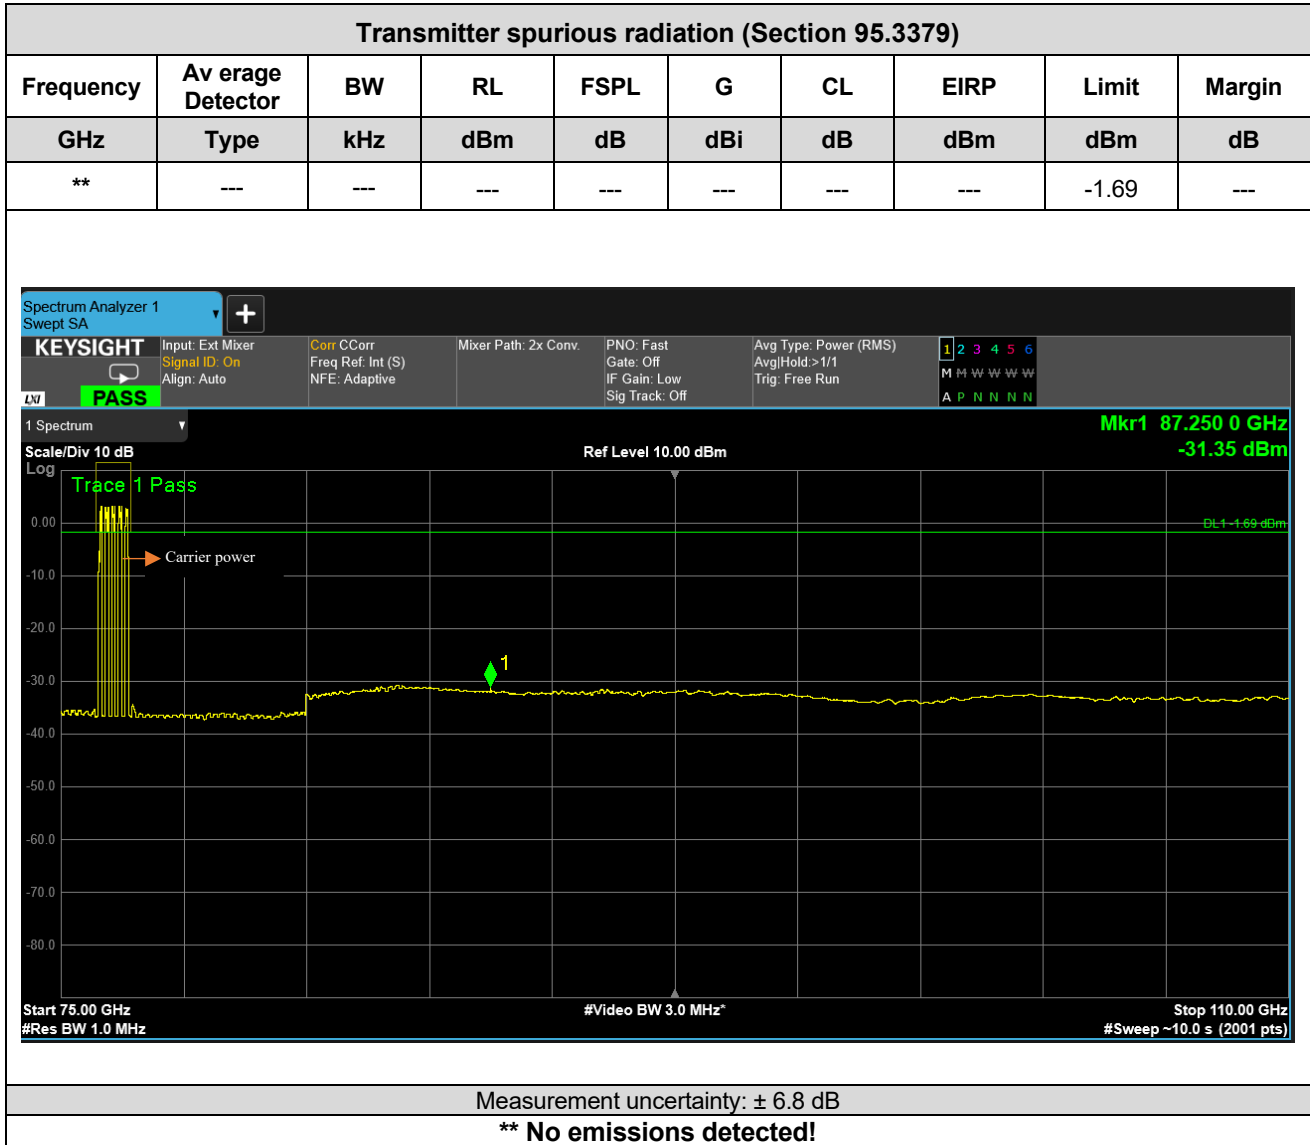 Transmitter spurious radiation (Section 95.3379)
Frequency Av erage Detector BW RL FSPL G CL EIRP Limit Margin
GHz Type kHz dBm dB dBi dB dBm dBm dB
** --- --- --- --- --- --- --- -1.69 ---
Spectrum Analyzer 1
Swept SA
+
KEYSIGHT Input: Ext Mixer Corr CCorr Mixer Path: 2x Conv. PNO: Fast Avg Type: Power (RMS) 1 2 3 4 5 6
Signal ID: On Freq Ref: Int (S) Gate: Off Avg|Hold:>1/1 M M W W W W
Align: Auto NFE: Adaptive IF Gain: Low Trig: Free Run
LXI PASS Sig Track: Off A P N N N N
1 Spectrum Mkr1 87.250 0 GHz
Scale/Div 10 dB Ref Level 10.00 dBm -31.35 dBm
Log
Trace 1 Pass
0.00 DL1 -1.69 dBm
Carrier power
-10.0
-20.0
1
-30.0
-40.0
-50.0
-60.0
-70.0
-80.0
Start 75.00 GHz #Video BW 3.0 MHz* Stop 110.00 GHz
#Res BW 1.0 MHz #Sweep ~10.0 s (2001 pts)
Measurement uncertainty: ± 6.8 dB
** No emissions detected!